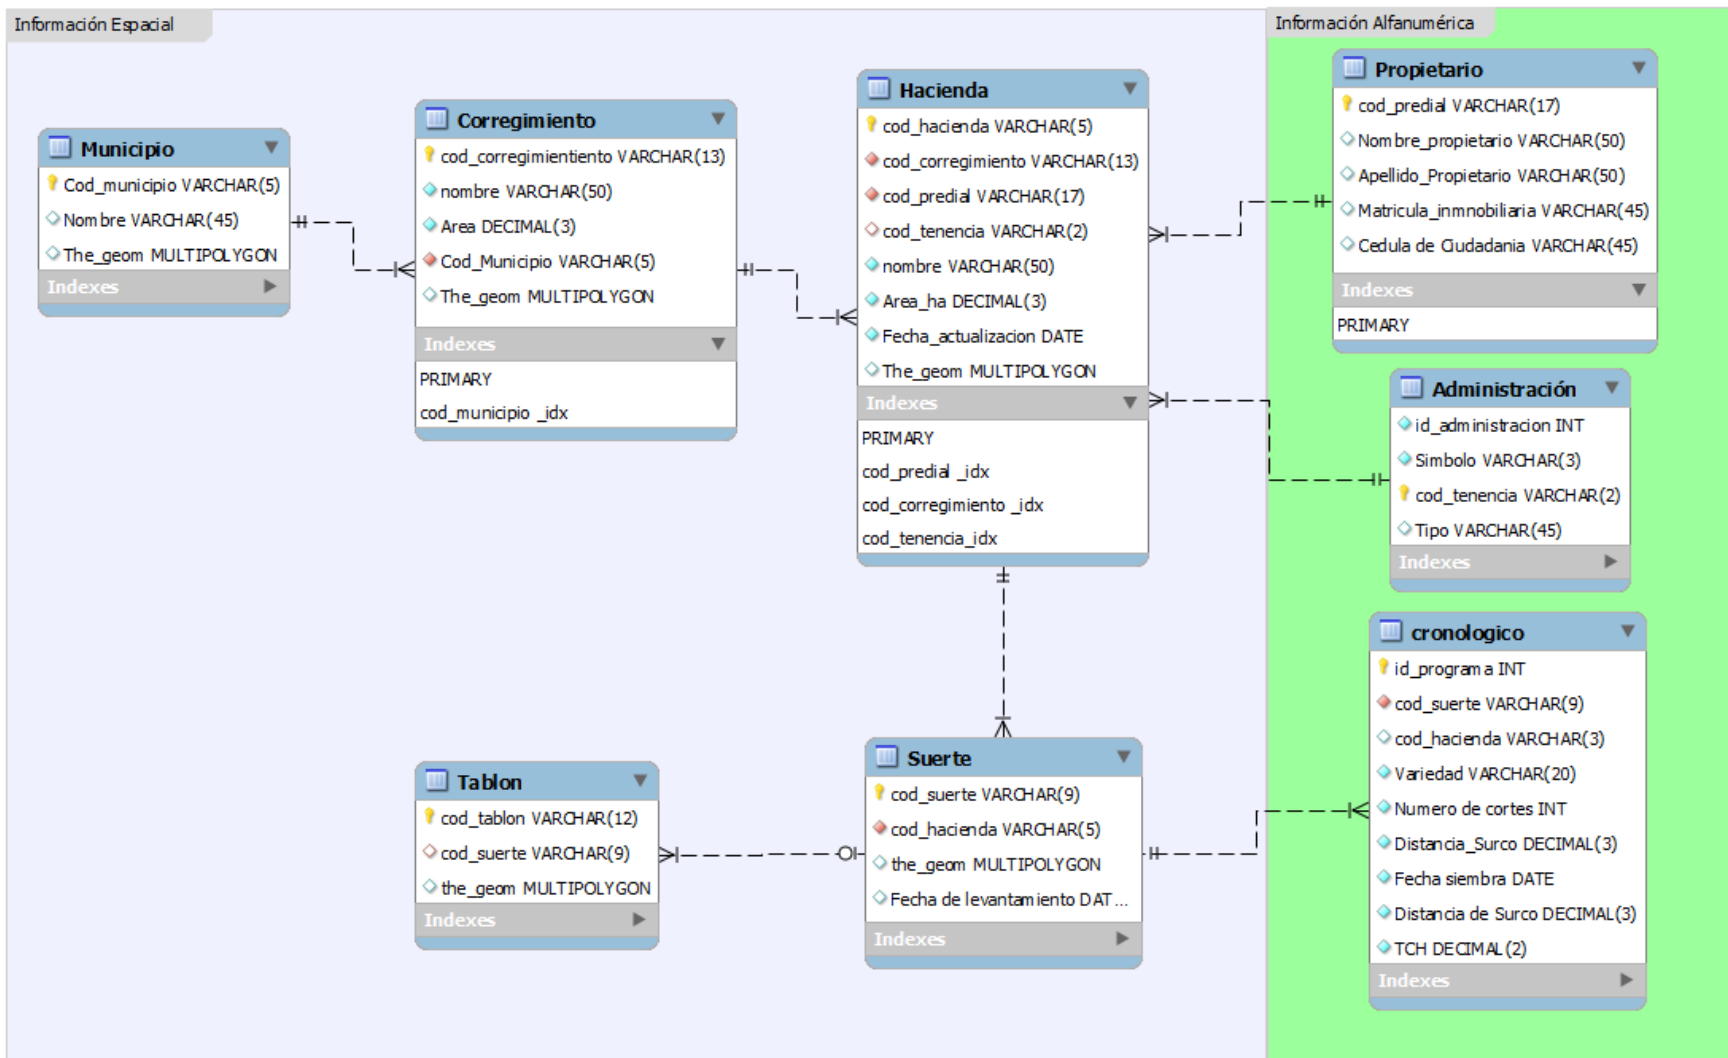 Información Espacial
Municipio
Cod_municipio VARCHAR(5)
Nombre VARCHAR(45)
The_geom MULTIPOLYGON
Indexes
Corregimiento
cod_corregimientiento VARCHAR(13)
nombre VARCHAR(50)
Area DECIMAL(3)
Cod_Municipio VARCHAR(5)
The_geom MULTIPOLYGON
Indexes
PRIMARY
cod_municipio _idx
Hacienda
cod_hacienda VARCHAR(5)
cod_corregimiento VARCHAR(13)
cod_predial VARCHAR(17)
cod_tenencia VARCHAR(2)
nombre VARCHAR(50)
Area_ha DECIMAL(3)
Fecha_actualizacion DATE
The_geom MULTIPOLYGON
Indexes
PRIMARY
cod_predial _idx
cod_corregimiento _idx
cod_tenencia_idx
Tablon
cod_tablon VARCHAR(12)
cod_suerte VARCHAR(9)
the_geom MULTIPOLYGON
Indexes
Suerte
cod_suerte VARCHAR(9)
cod_hacienda VARCHAR(5)
the_geom MULTIPOLYGON
Fecha de levantamiento DAT...
Indexes
Información Alfanumérica
Propietario
cod_predial VARCHAR(17)
Nombre_propietario VARCHAR(50)
Apellido_Propietario VARCHAR(50)
Matricula_inmnobiliaria VARCHAR(45)
Cedula de Ciudadania VARCHAR(45)
Indexes
PRIMARY
Administración
id_administracion INT
Simbolo VARCHAR(3)
cod_tenencia VARCHAR(2)
Tipo VARCHAR(45)
Indexes
cronologico
id_programa INT
cod_suerte VARCHAR(9)
cod_hacienda VARCHAR(3)
Variedad VARCHAR(20)
Numero de cortes INT
Distancia_Surco DECIMAL(3)
Fecha siembra DATE
Distancia de Surco DECIMAL(3)
TCH DECIMAL(2)
Indexes